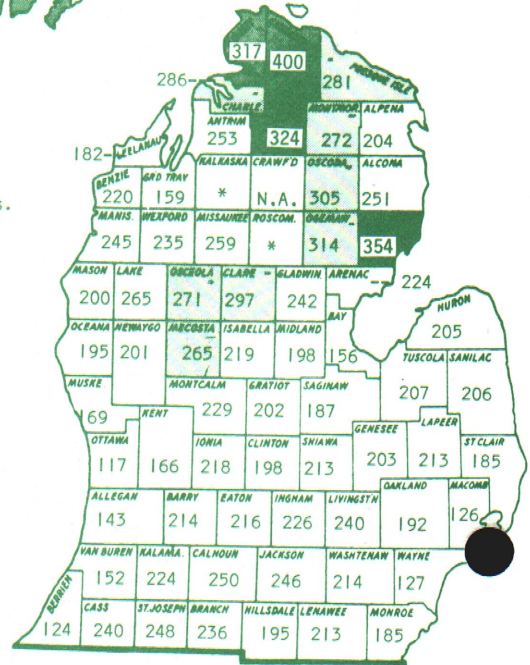 317
400
281
PRESQUE ISLE
286
CHARLE
ANTRIM
253
324
MONTMOR.
272
ALPENA
204
182
LEELANAU
BENZIE
220
GRD TRAV
159
KALKASKA
*
CRAWF'D
N.A.
OSCODA
305
ALCONA
251
S.
MANIS.
245
WEXFORD
235
MISSAUKEE
259
ROSCOM.
*
OGEMAW
314
354
MASON
200
LAKE
265
OSCEOLA
271
CLARE
297
GLADWIN
242
ARENAC
224
HURON
205
OCEANA
195
NEWAYGO
201
MECOSTA
265
ISABELLA
219
MIDLAND
198
BAY
156
TUSCOLA
207
SANILAC
206
MUSKE
169
KENT
166
MONTCALM
229
GRATIOT
202
SAGINAW
187
GENESEE
203
LAPEER
213
ST CLAIR
185
OTTAWA
117
IONIA
218
CLINTON
198
SHIAWA
213
ALLEGAN
143
BARRY
214
EATON
216
INGHAM
226
LIVINGST'N
240
OAKLAND
192
MACOMB
126
VAN BUREN
152
KALAMA.
224
CALHOUN
250
JACKSON
246
WASHTENAW
214
WAYNE
127
BERRIEN
124
CASS
240
ST.JOSEPH
248
BRANCH
236
HILLSDALE
195
LENAWEE
213
MONROE
185